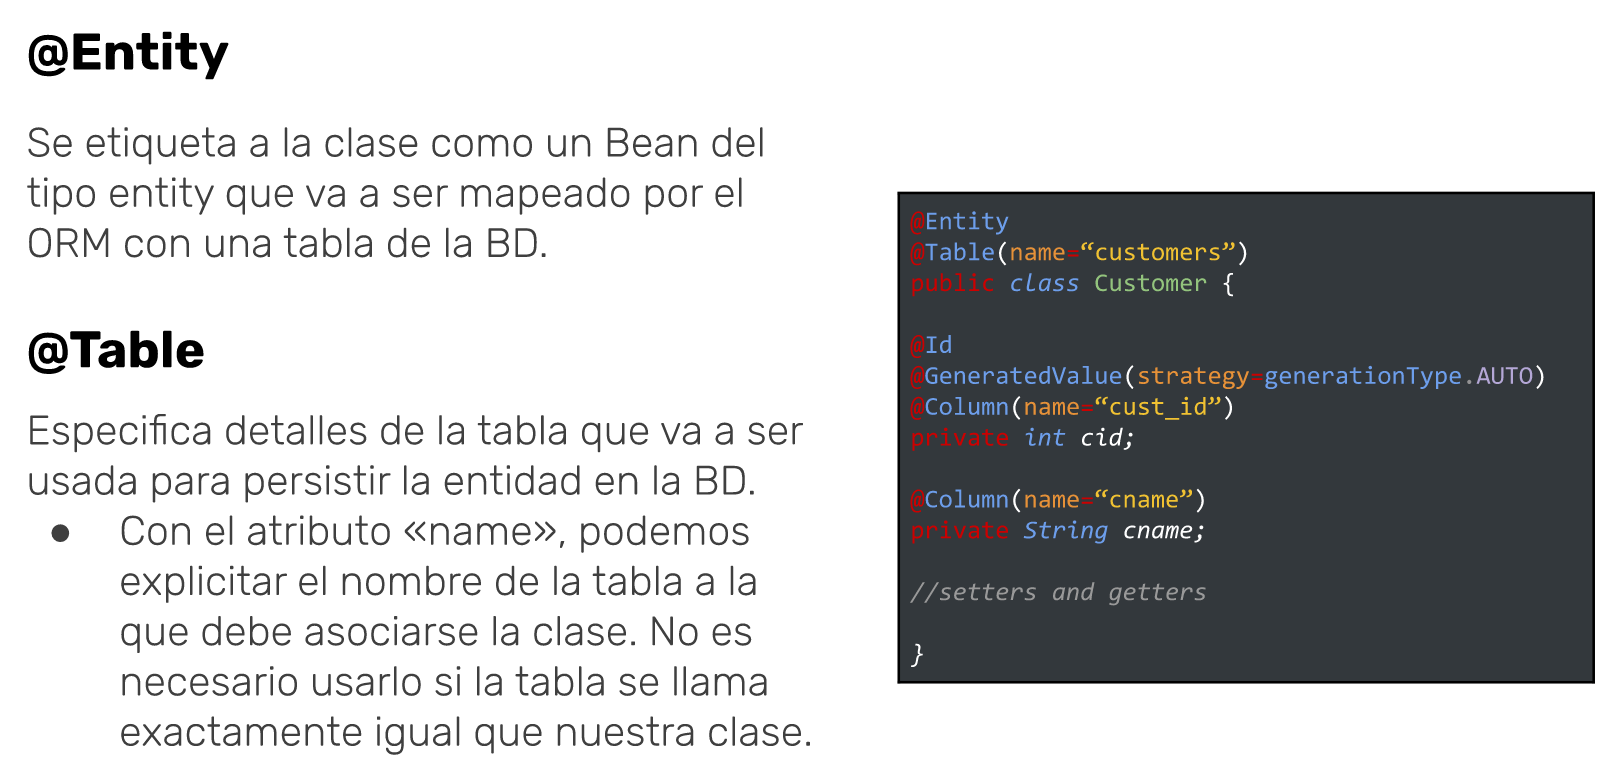 @Entity
Se etiqueta a la clase como un Bean del
tipo entity que va a ser mapeado por el
ORM con una tabla de la BD.
@Table
Especifica detalles de la tabla que va a ser
usada para persistir la entidad en la BD.
● Con el atributo «name», podemos
explicitar el nombre de la tabla a la
que debe asociarse la clase. No es
necesario usarlo si la tabla se llama
exactamente igual que nuestra clase.
@Entity
@Table(name=“customers”)
public class Customer {
@Id
@GeneratedValue(strategy=generationType.AUTO)
@Column(name=“cust_id”)
private int cid;
@Column(name=“cname”)
private String cname;
//setters and getters
}